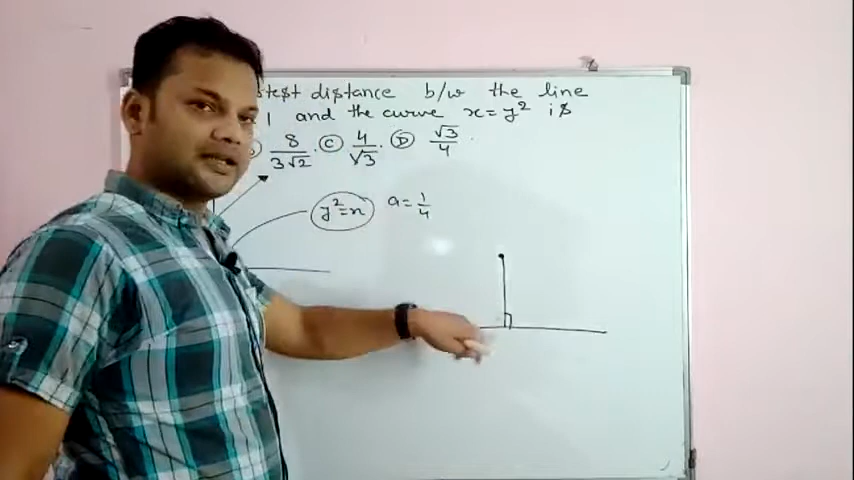 distance b/w the line
1 and the curve x = y² is
8/3√2 . Ⓒ 4/√3 . Ⓓ √3/4 .
y² = x a = 1/4